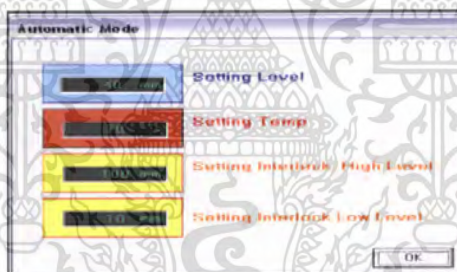 Automatic Mode
Setting Level
Setting Temp
Setting Interlock High Level
Setting Interlock Low Level
OK